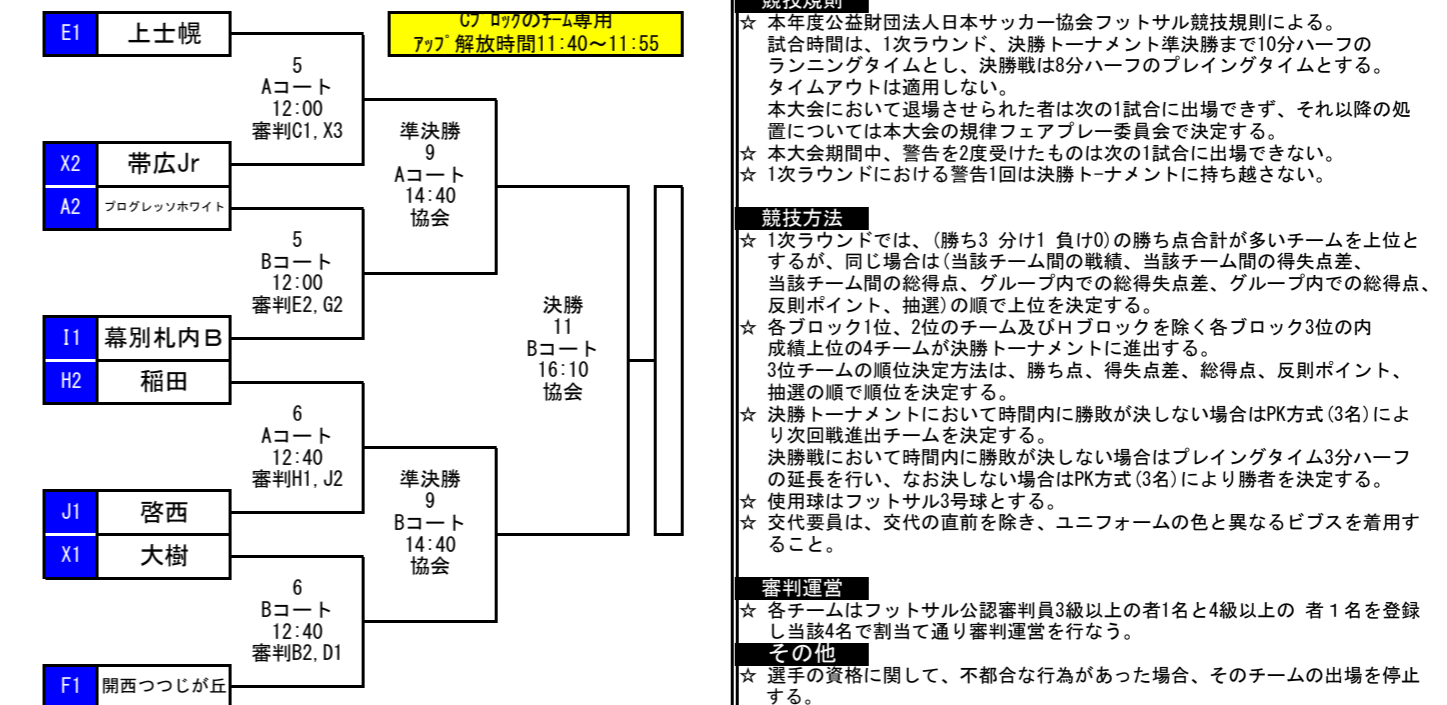 E1 上士幌
Cブロックのチーム専用
アップ解放時間11:40～11:55
5
Aコート
12:00
審判C1,X3
X2 帯広Jr
A2 プログレッソホワイト
準決勝
9
Aコート
14:40
協会
5
Bコート
12:00
審判E2,G2
I1 幕別札内B
H2 稲田
決勝
11
Bコート
16:10
協会
6
Aコート
12:40
審判H1,J2
J1 啓西
X1 大樹
準決勝
9
Bコート
14:40
協会
6
Bコート
12:40
審判B2,D1
F1 開西つつじが丘
競技規則
☆ 本年度公益財団法人日本サッカー協会フットサル競技規則による。
試合時間は、1次ラウンド、決勝トーナメント準決勝まで10分ハーフの
ランニングタイムとし、決勝戦は8分ハーフのプレイングタイムとする。
タイムアウトは適用しない。
本大会において退場させられた者は次の1試合に出場できず、それ以降の処
置については本大会の規律フェアプレー委員会で決定する。
☆ 本大会期間中、警告を2度受けたものは次の1試合に出場できない。
☆ 1次ラウンドにおける警告1回は決勝ト-ナメントに持ち越さない。
競技方法
☆ 1次ラウンドでは、(勝ち3 分け1 負け0)の勝ち点合計が多いチームを上位と
するが、同じ場合は(当該チーム間の戦績、当該チーム間の得失点差、
当該チーム間の総得点、グループ内での総得失点差、グループ内での総得点、
反則ポイント、抽選)の順で上位を決定する。
☆ 各ブロック1位、2位のチーム及びHブロックを除く各ブロック3位の内
成績上位の4チームが決勝トーナメントに進出する。
3位チームの順位決定方法は、勝ち点、得失点差、総得点、反則ポイント、
抽選の順で順位を決定する。
☆ 決勝トーナメントにおいて時間内に勝敗が決しない場合はPK方式(3名)によ
り次回戦進出チームを決定する。
決勝戦において時間内に勝敗が決しない場合はプレイングタイム3分ハーフ
の延長を行い、なお決しない場合はPK方式(3名)により勝者を決定する。
☆ 使用球はフットサル3号球とする。
☆ 交代要員は、交代の直前を除き、ユニフォームの色と異なるビブスを着用す
ること。
審判運営
☆ 各チームはフットサル公認審判員3級以上の者1名と4級以上の 者１名を登録
し当該4名で割当て通り審判運営を行なう。
その他
☆ 選手の資格に関して、不都合な行為があった場合、そのチームの出場を停止
する。